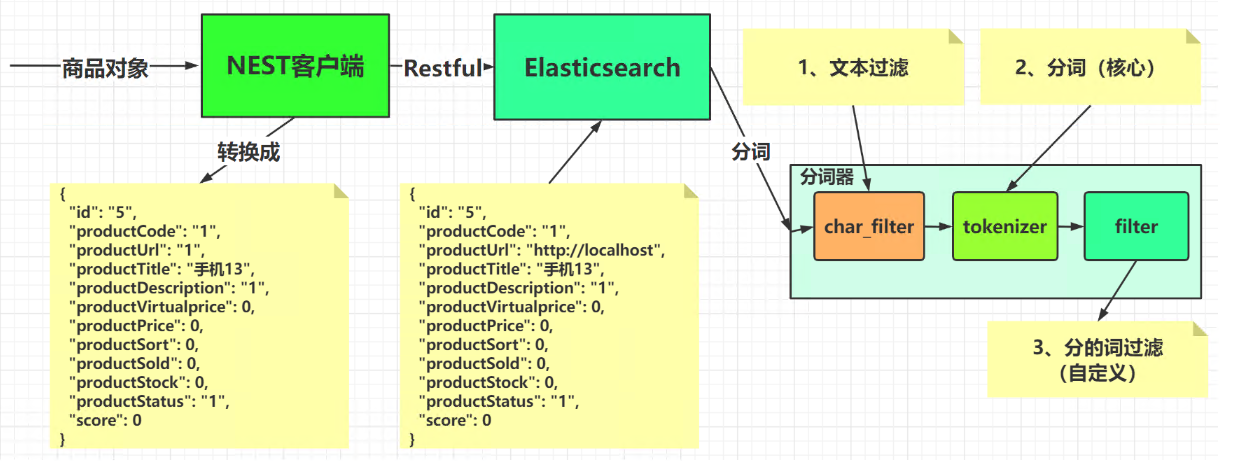 商品对象
NEST客户端
Restful
Elasticsearch
1、文本过滤
2、分词（核心）
转换成
分词
分词器
char_filter
tokenizer
filter
3、分的词过滤
（自定义）
{
"id": "5",
"productCode": "1",
"productUrl": "1",
"productTitle": "手机13",
"productDescription": "1",
"productVirtualprice": 0,
"productPrice": 0,
"productSort": 0,
"productSold": 0,
"productStock": 0,
"productStatus": "1",
"score": 0
}
{
"id": "5",
"productCode": "1",
"productUrl": "http://localhost",
"productTitle": "手机13",
"productDescription": "1",
"productVirtualprice": 0,
"productPrice": 0,
"productSort": 0,
"productSold": 0,
"productStock": 0,
"productStatus": "1",
"score": 0
}